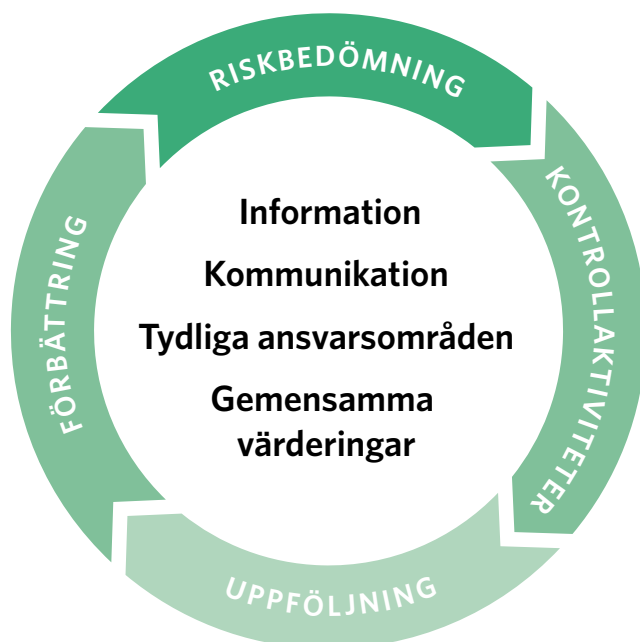 RISKBEDÖMNING
KONTROLLAKTIVITETER
UPPFÖLJNING
FÖRBÄTTRING
Information
Kommunikation
Tydliga ansvarsområden
Gemensamma
värderingar